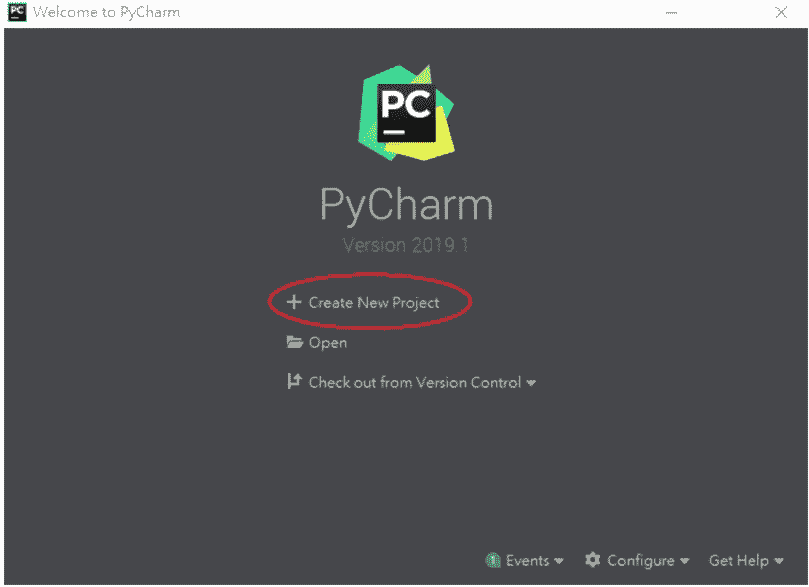 Welcome to PyCharm
PC
PyCharm
Version 2019.1
Create New Project
Open
Check out from Version Control
Events Configure Get Help